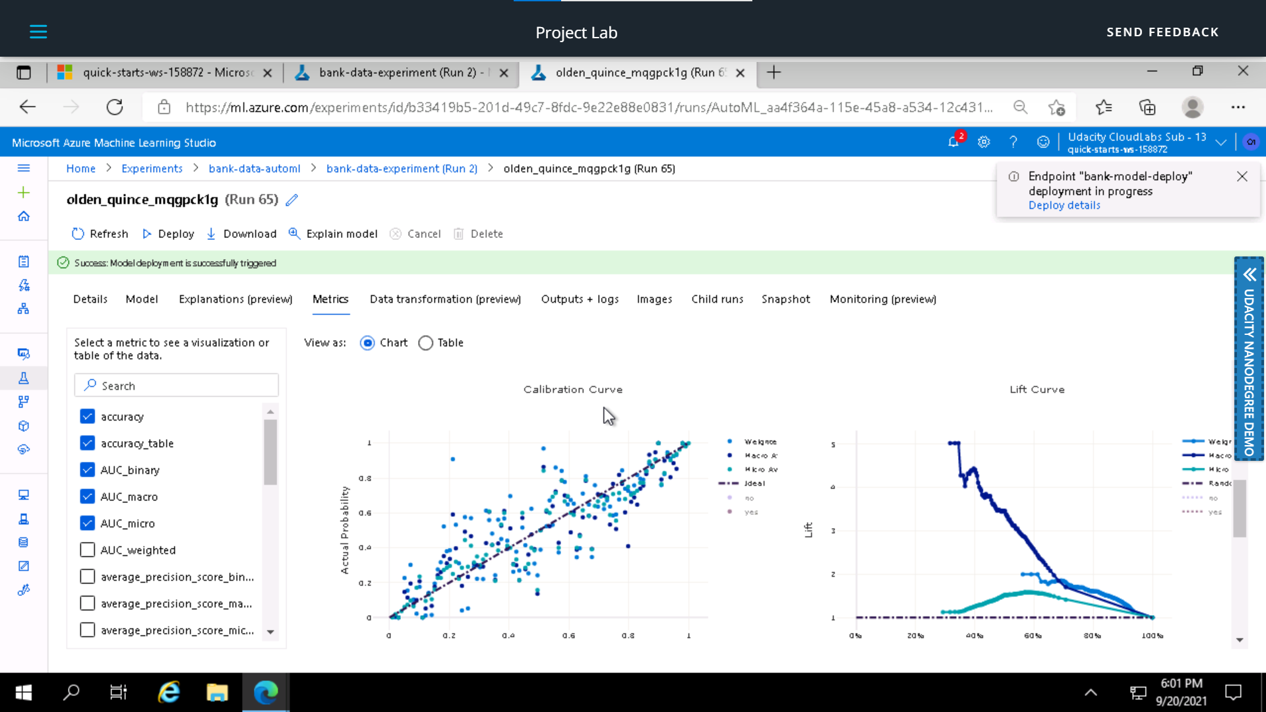 Project Lab
SEND FEEDBACK
quick-starts-ws-158872 - Micros
bank-data-experiment (Run 2) -
olden_quince_mqgpck1g (Run 6
https://ml.azure.com/experiments/id/b33419b5-201d-49c7-8fdc-9e22e88e0831/runs/AutoML_aa4f364a-115e-45a8-a534-12c431...
Microsoft Azure Machine Learning Studio
2
Udacity CloudLabs Sub - 13
quick-starts-ws-158872
Home > Experiments > bank-data-automl > bank-data-experiment (Run 2) > olden_quince_mqgpck1g (Run 65)
Endpoint "bank-model-deploy"
deployment in progress
Deploy details
olden_quince_mqgpck1g (Run 65)
Refresh Deploy Download Explain model Cancel Delete
Success: Model deployment is successfully triggered
Details Model Explanations (preview) Metrics Data transformation (preview) Outputs + logs Images Child runs Snapshot Monitoring (preview)
UDACITY NANODEGREE DEMO
Select a metric to see a visualization or
table of the data.
Search
accuracy
accuracy_table
AUC_binary
AUC_macro
AUC_micro
AUC_weighted
average_precision_score_bin...
average_precision_score_ma...
average_precision_score_mic...
View as: Chart Table
Calibration Curve
Actual Probability
1
0.8
0.6
0.4
0.2
0
0 0.2 0.4 0.6 0.8 1
Weighte
Macro A
Micro Av
Ideal
no
yes
Lift Curve
Lift
5
4
3
2
1
0% 20% 40% 60% 80% 100%
Weigh
Macro
Micro
Rando
no
yes
6:01 PM
9/20/2021